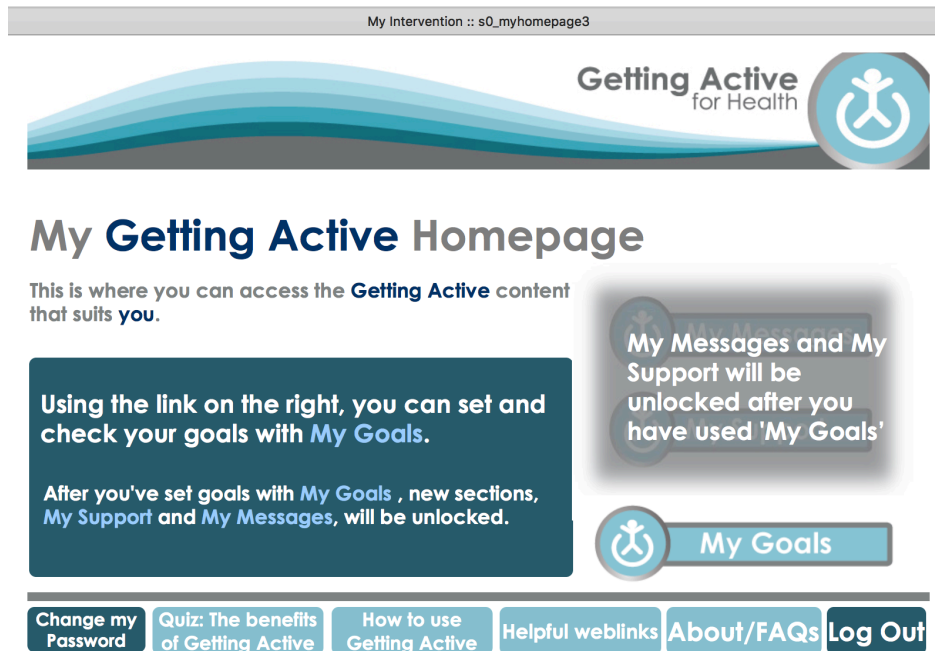 My Intervention :: s0_myhomepage3
Getting Active
for Health
My Getting Active Homepage
This is where you can access the Getting Active content
that suits you.
My Messages
My Support
My Messages and My
Support will be
unlocked after you
have used 'My Goals’
Using the link on the right, you can set and
check your goals with My Goals.
After you've set goals with My Goals , new sections,
My Support and My Messages, will be unlocked.
My Goals
Change my
Password
Quiz: The benefits
of Getting Active
How to use
Getting Active
Helpful weblinks
About/FAQs
Log Out